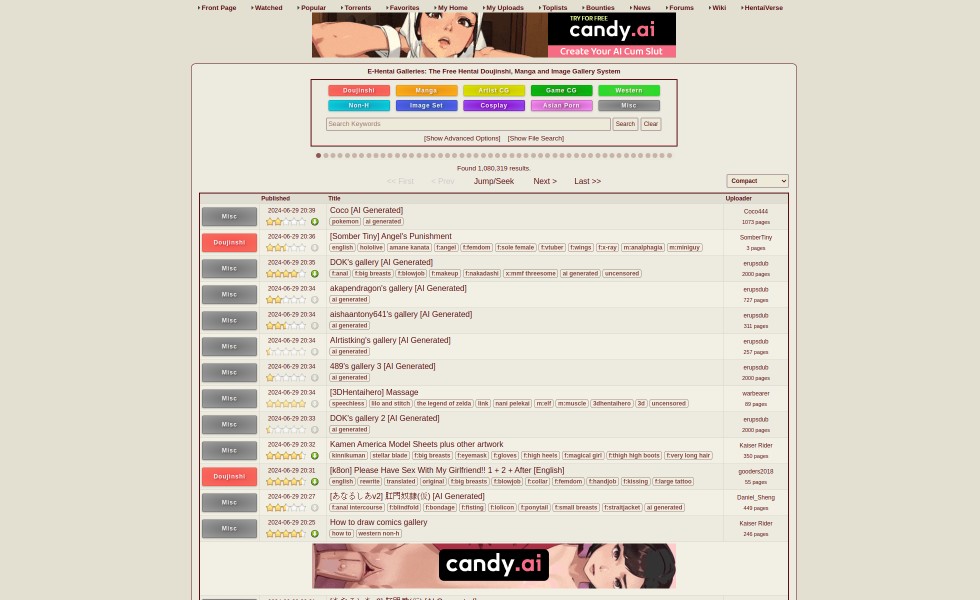 Front Page Watched Popular Torrents Favorites My Home My Uploads Toplists Bounties News Forums Wiki HentaiVerse
TRY FOR FREE
candy.ai
Create Your AI Cum Slut
E-Hentai Galleries: The Free Hentai Doujinshi, Manga and Image Gallery System
Doujinshi Manga Artist CG Game CG Western
Non-H Image Set Cosplay Asian Porn Misc
Search Keywords Search Clear
[Show Advanced Options] [Show File Search]
Found 1,080,319 results.
<< First < Prev Jump/Seek Next > Last >> Compact
Published Title Uploader
Misc 2024-06-29 20:39 Coco [AI Generated] Coco444
pokemon ai generated 1073 pages
Doujinshi 2024-06-29 20:36 [Somber Tiny] Angel's Punishment SomberTiny
english hololive amane kanata f:angel f:femdom f:sole female f:vtuber f:wings f:x-ray m:analphagia m:miniguy 3 pages
Misc 2024-06-29 20:35 DOK's gallery [AI Generated] erupsdub
f:anal f:big breasts f:blowjob f:makeup f:nakadashi x:mmf threesome ai generated uncensored 2000 pages
Misc 2024-06-29 20:34 akapendragon's gallery [AI Generated] erupsdub
ai generated 727 pages
Misc 2024-06-29 20:34 aishaantony641's gallery [AI Generated] erupsdub
ai generated 311 pages
Misc 2024-06-29 20:34 AIrtistking's gallery [AI Generated] erupsdub
ai generated 257 pages
Misc 2024-06-29 20:34 489's gallery 3 [AI Generated] erupsdub
ai generated 2000 pages
Misc 2024-06-29 20:34 [3DHentaihero] Massage warbearer
speechless lilo and stitch the legend of zelda link nani pelekai m:elf m:muscle 3dhentaihero 3d uncensored 69 pages
Misc 2024-06-29 20:33 DOK's gallery 2 [AI Generated] erupsdub
ai generated 2000 pages
Misc 2024-06-29 20:32 Kamen America Model Sheets plus other artwork Kaiser Rider
kinnikuman stellar blade f:big breasts f:eyemask f:gloves f:high heels f:magical girl f:thigh high boots f:very long hair 350 pages
Doujinshi 2024-06-29 20:31 [k8on] Please Have Sex With My Girlfriend!! 1 + 2 + After [English] gooders2018
english rewrite translated original f:big breasts f:blowjob f:collar f:femdom f:handjob f:kissing f:large tattoo 55 pages
Misc 2024-06-29 20:27 [あなるしあv2] 肛門奴隷(仮) [AI Generated] Daniel_Sheng
f:anal intercourse f:blindfold f:bondage f:fisting f:lolicon f:ponytail f:small breasts f:straitjacket ai generated 449 pages
Misc 2024-06-29 20:25 How to draw comics gallery Kaiser Rider
how to western non-h 246 pages
candy.ai